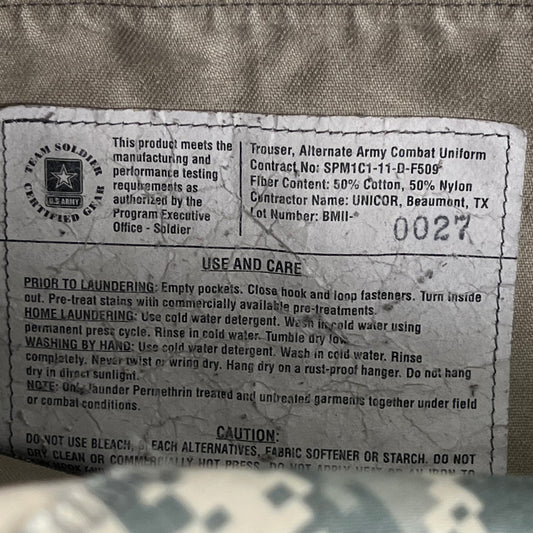 TEAM SOLDIER
U.S. ARMY
CERTIFIED GEAR
This product meets the
manufacturing and
performance testing
requirements as
authorized by the
Program Executive
Office - Soldier
Trouser, Alternate Army Combat Uniform
Contract No: SPM1C1-11-D-F509
Fiber Content: 50% Cotton, 50% Nylon
Contractor Name: UNICOR, Beaumont, TX
Lot Number: BMII-
0027
USE AND CARE
PRIOR TO LAUNDERING: Empty pockets. Close hook and loop fasteners. Turn inside
out. Pre-treat stains with commercially available pre-treatments.
HOME LAUNDERING: Use cold water detergent. Wash in cold water using
permanent press cycle. Rinse in cold water. Tumble dry low.
WASHING BY HAND: Use cold water detergent. Wash in cold water. Rinse
completely. Never twist or wring dry. Hang dry on a rust-proof hanger. Do not hang
dry in direct sunlight.
NOTE: Only launder Permethrin treated and untreated garments together under field
or combat conditions.
CAUTION:
DO NOT USE BLEACH, BLEACH ALTERNATIVES, FABRIC SOFTENER OR STARCH. DO NOT
DRY CLEAN OR COMMERCIALLY HOT PRESS. DO NOT APPLY HEAT OR AN IRON TO
HOOK